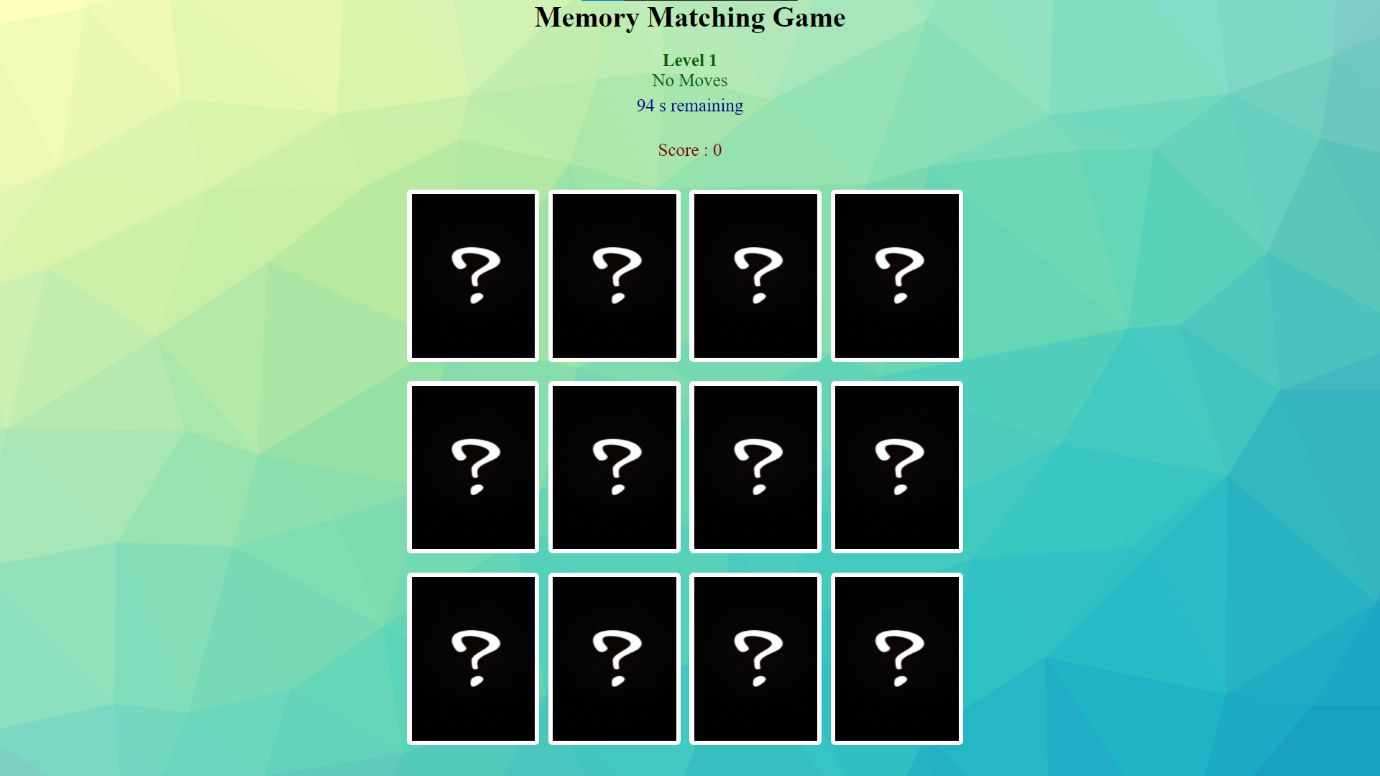 Memory Matching Game
Level 1
No Moves
94 s remaining
Score : 0
? ? ? ?
? ? ? ?
? ? ? ?